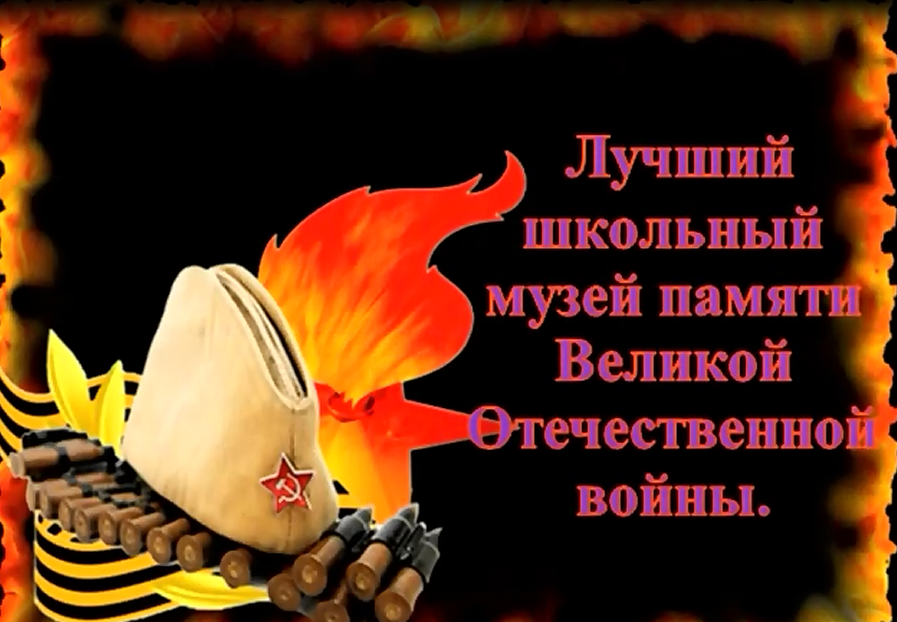 Лучший
школьный
музей памяти
Великой
Отечественной
войны.